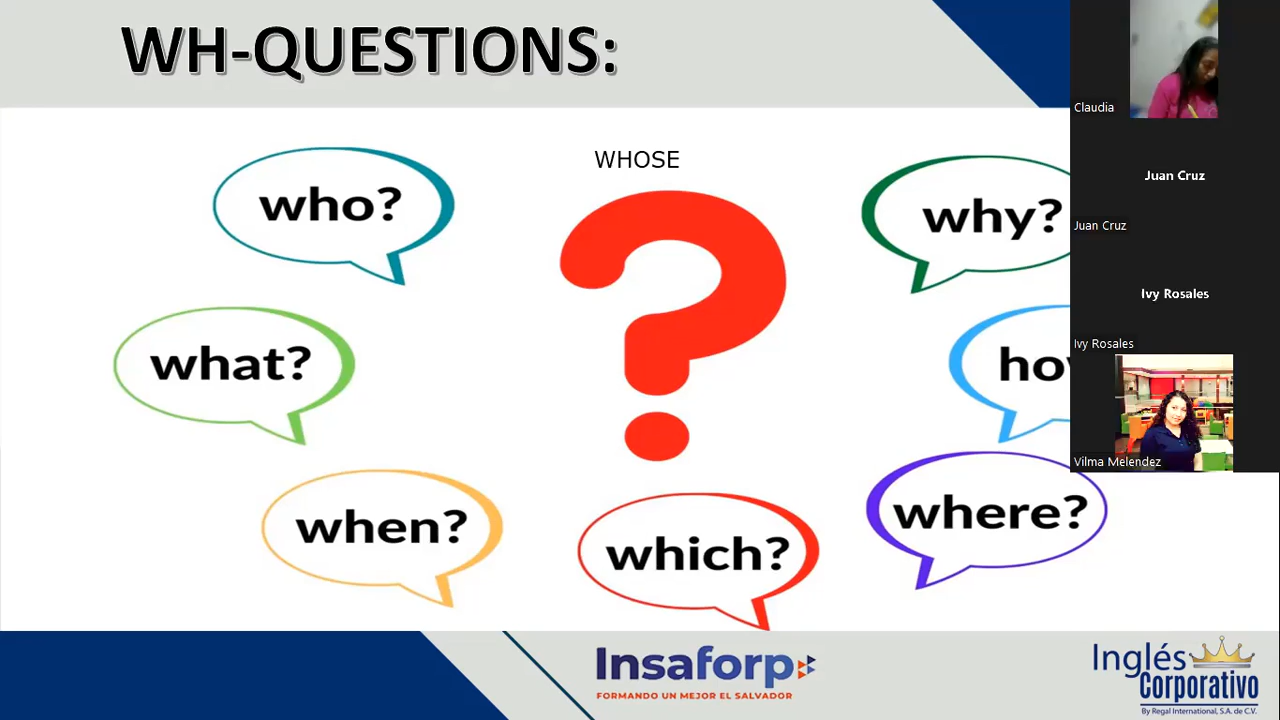 WH-QUESTIONS:
WHOSE
who?
why?
what?
ho
when?
which?
where?
Claudia
Juan Cruz
Juan Cruz
Ivy Rosales
Ivy Rosales
Vilma Melendez
Insaforp
FORMANDO UN MEJOR EL SALVADOR
Inglés
Corporativo
By Regal International, S.A. de C.V.